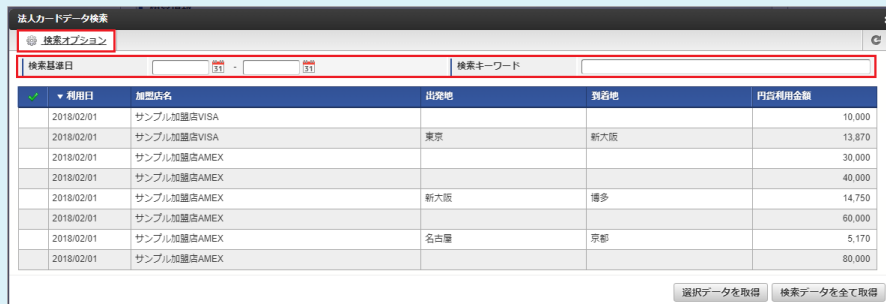 法人カードデータ検索
検索オプション
検索基準日 31 - 31 検索キーワード
▼利用日 加盟店名 出発地 到着地 円貨利用金額
2018/02/01 サンプル加盟店VISA 10,000
2018/02/01 サンプル加盟店VISA 東京 新大阪 13,870
2018/02/01 サンプル加盟店AMEX 30,000
2018/02/01 サンプル加盟店AMEX 40,000
2018/02/01 サンプル加盟店AMEX 新大阪 博多 14,750
2018/02/01 サンプル加盟店AMEX 60,000
2018/02/01 サンプル加盟店AMEX 名古屋 京都 5,170
2018/02/01 サンプル加盟店AMEX 80,000
選択データを取得 検索データを全て取得